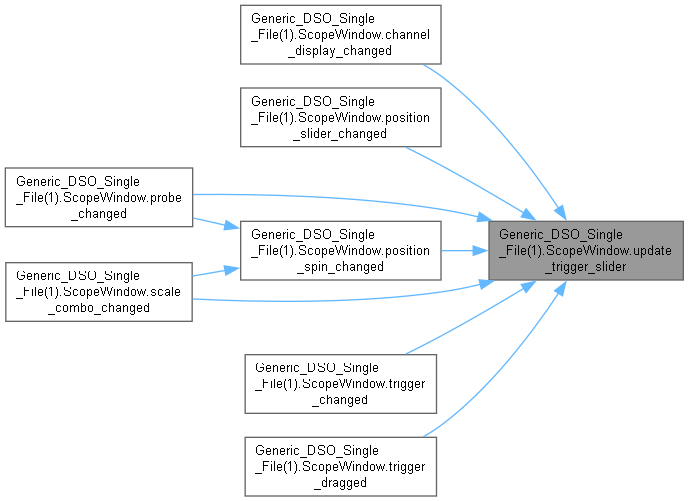 Generic_DSO_Single
_File(1).ScopeWindow.channel
_display_changed
Generic_DSO_Single
_File(1).ScopeWindow.position
_slider_changed
Generic_DSO_Single
_File(1).ScopeWindow.probe
_changed
Generic_DSO_Single
_File(1).ScopeWindow.position
_spin_changed
Generic_DSO_Single
_File(1).ScopeWindow.update
_trigger_slider
Generic_DSO_Single
_File(1).ScopeWindow.scale
_combo_changed
Generic_DSO_Single
_File(1).ScopeWindow.trigger
_changed
Generic_DSO_Single
_File(1).ScopeWindow.trigger
_dragged